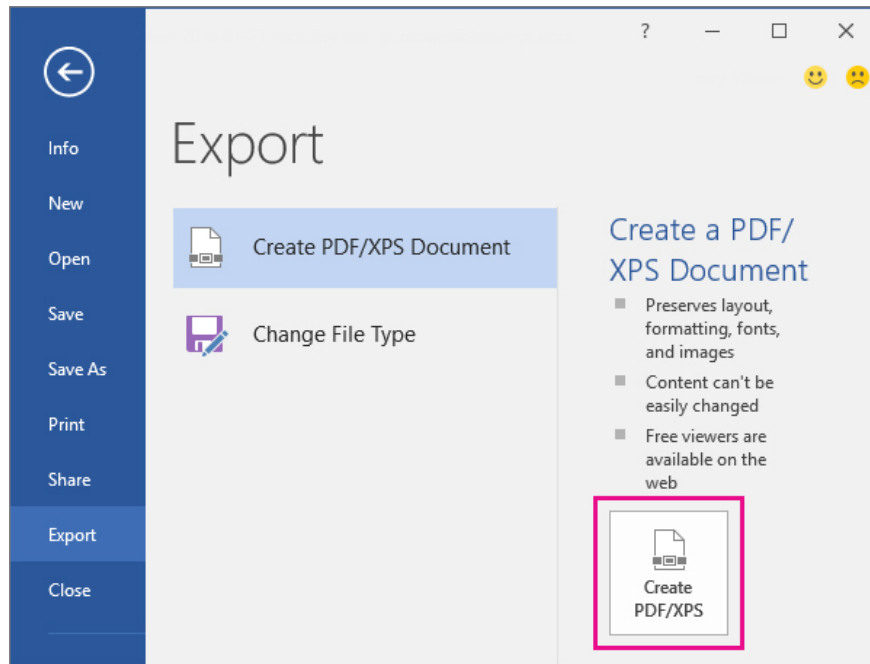 ?
Info
New
Open
Save
Save As
Print
Share
Export
Close
Export
Create PDF/XPS Document
Change File Type
Create a PDF/
XPS Document
Preserves layout,
formatting, fonts,
and images
Content can't be
easily changed
Free viewers are
available on the
web
Create
PDF/XPS